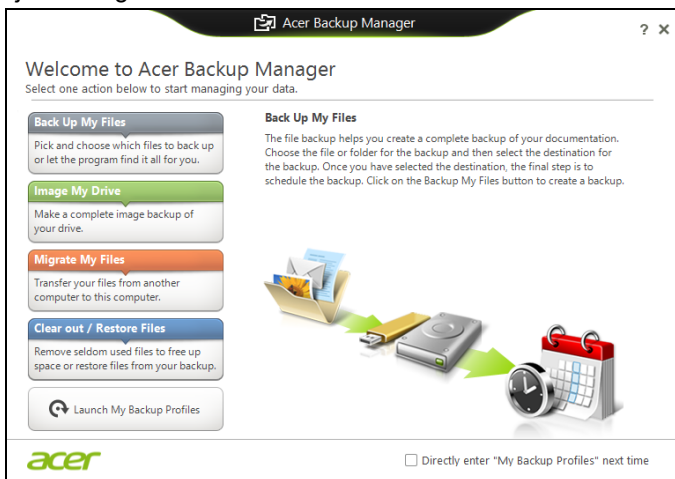 Acer Backup Manager
? ×
Welcome to Acer Backup Manager
Select one action below to start managing your data.
Back Up My Files
Pick and choose which files to back up
or let the program find it all for you.
Image My Drive
Make a complete image backup of
your drive.
Migrate My Files
Transfer your files from another
computer to this computer.
Clear out / Restore Files
Remove seldom used files to free up
space or restore files from your backup.
Launch My Backup Profiles
Back Up My Files
The file backup helps you create a complete backup of your documentation.
Choose the file or folder for the backup and then select the destination for
the backup. Once you have selected the destination, the final step is to
schedule the backup. Click on the Backup My Files button to create a backup.
acer
Directly enter "My Backup Profiles" next time